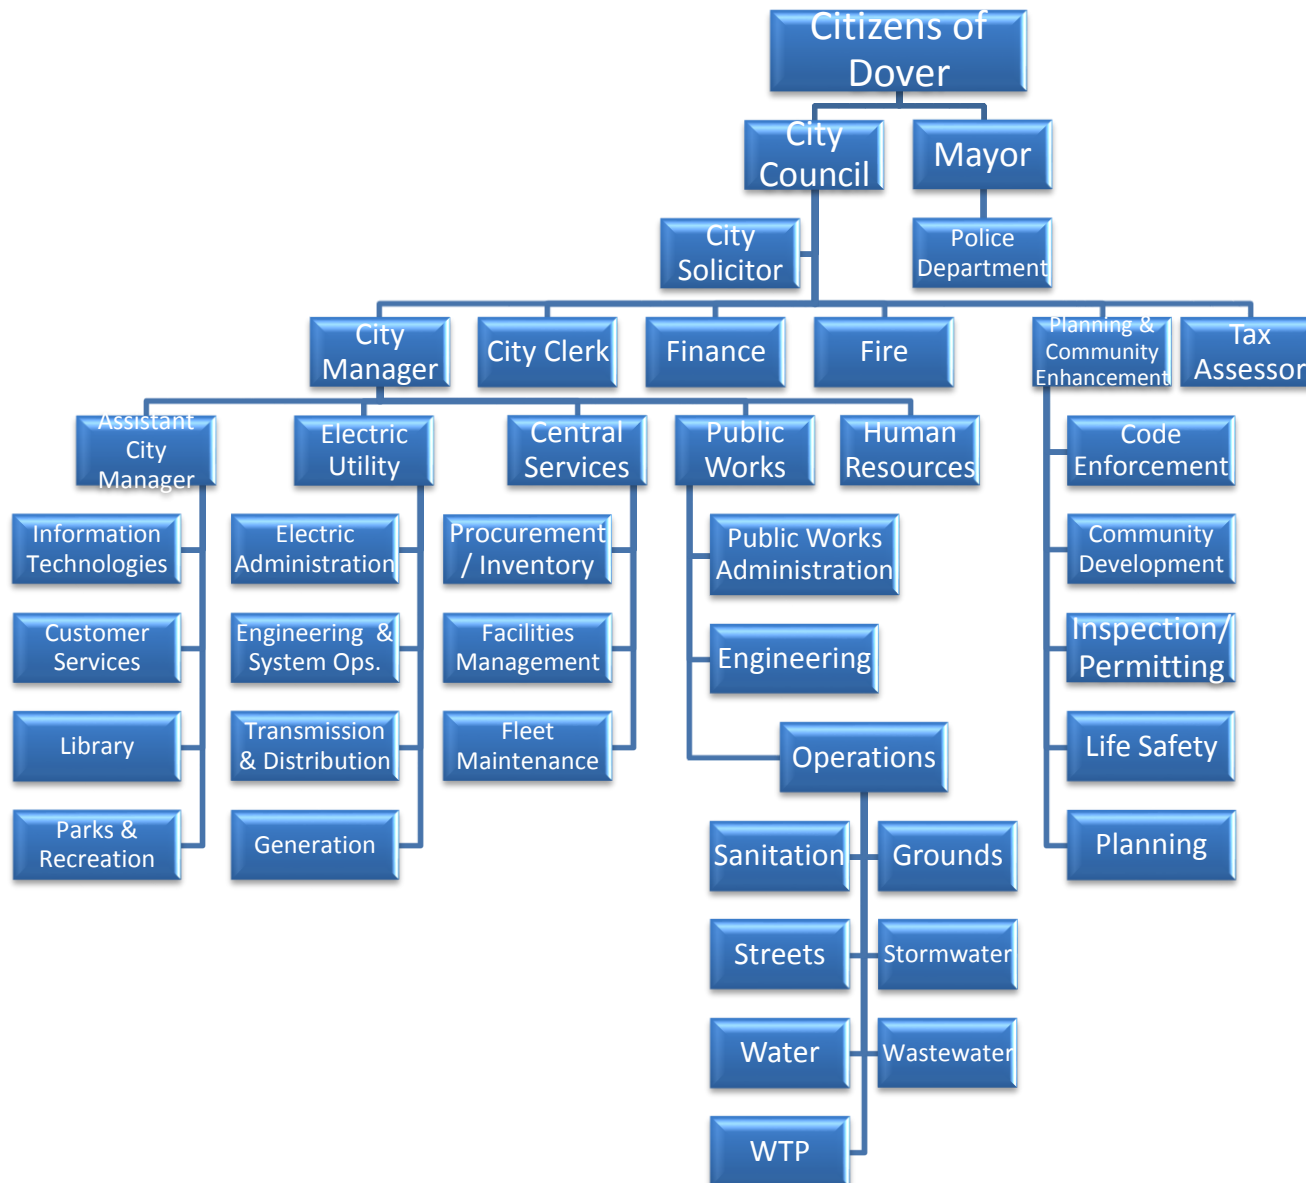 Citizens of
Dover
City
Council
Mayor
City
Solicitor
Police
Department
City
Manager
City Clerk
Finance
Fire
Planning &
Community
Enhancement
Tax
Assessor
Assistant
City
Manager
Electric
Utility
Central
Services
Public
Works
Human
Resources
Code
Enforcement
Information
Technologies
Electric
Administration
Procurement
/ Inventory
Public Works
Administration
Community
Development
Customer
Services
Engineering &
System Ops.
Facilities
Management
Engineering
Inspection/
Permitting
Library
Transmission
& Distribution
Fleet
Maintenance
Operations
Life Safety
Parks &
Recreation
Generation
Sanitation
Grounds
Planning
Streets
Stormwater
Water
Wastewater
WTP